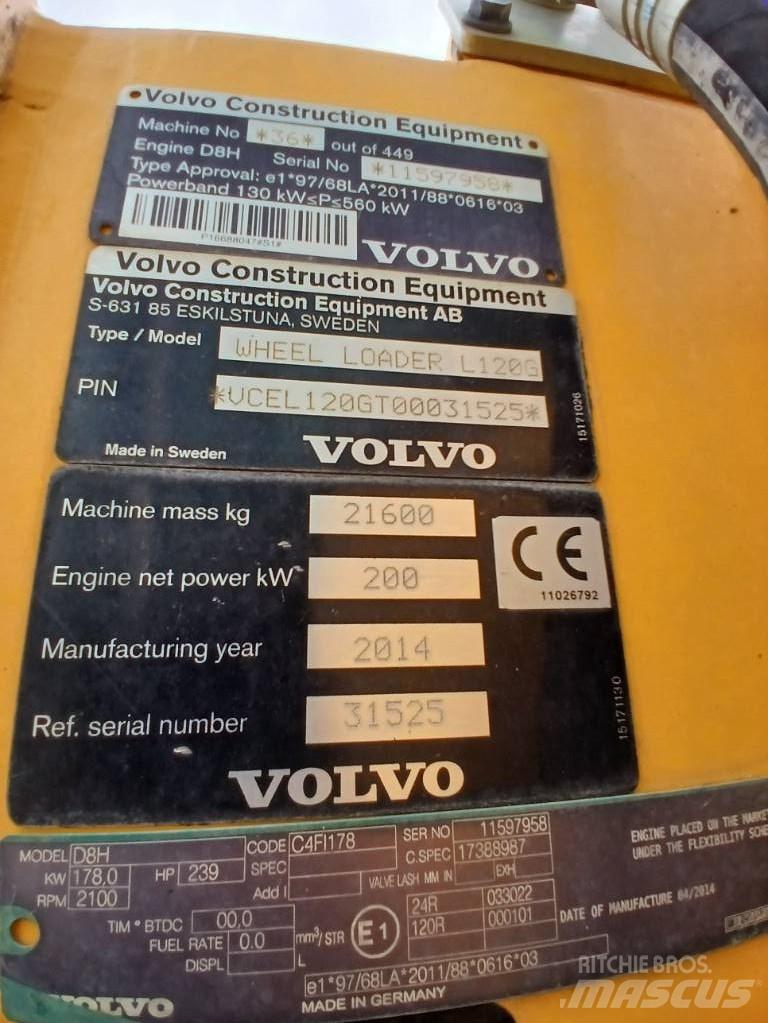 Volvo Construction Equipment
Machine No *36* out of 449
Engine D8H Serial No *11597958*
Type Approval: e1*97/68LA*2011/88*0616*03
Powerband 130 kW≤P≤560 kW
P16688047#S1#
VOLVO
Volvo Construction Equipment
Volvo Construction Equipment AB
S-631 85 ESKILSTUNA, SWEDEN
Type / Model WHEEL LOADER L120G
PIN *VCEL120GT00031525*
15171026
Made in Sweden VOLVO
Machine mass kg 21600
CE
Engine net power kW 200
11026792
Manufacturing year 2014
Ref. serial number 31525
15171130
VOLVO
MODEL D8H CODE C4FI178 SER NO 11597958
KW 178,0 HP 239 SPEC C.SPEC 17388987
RPM 2100 Add I VALVE LASH MM IN EXH
TIM ° BTDC 00,0 24R 033022
FUEL RATE 0.0 mm³/STR E1 120R 000101
DISPL L
e1*97/68LA*2011/88*0616*03
VOLVO MADE IN GERMANY
ENGINE PLACED ON THE MARKET
UNDER THE FLEXIBILITY
DATE OF MANUFACTURE 04/2014
RITCHIE BROS.
MASCUS